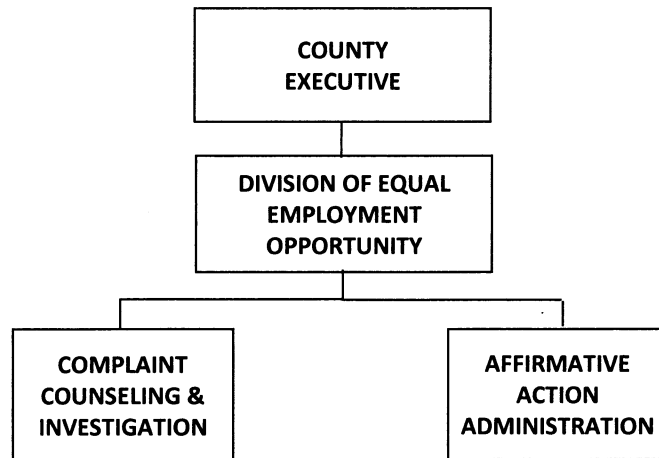 COUNTY
EXECUTIVE
DIVISION OF EQUAL
EMPLOYMENT
OPPORTUNITY
COMPLAINT
COUNSELING &
INVESTIGATION
AFFIRMATIVE
ACTION
ADMINISTRATION